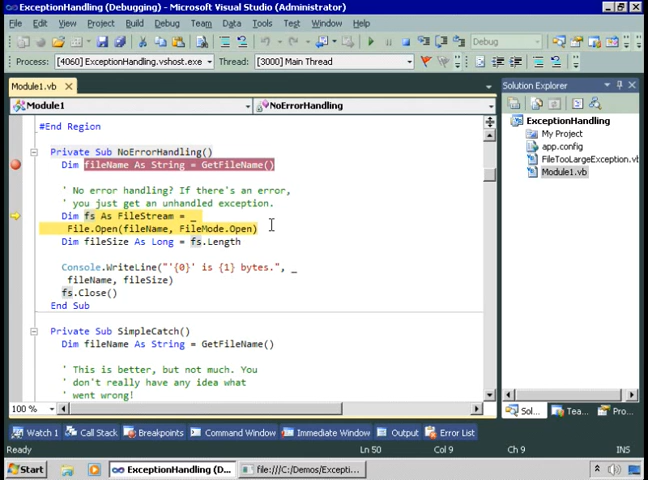 ExceptionHandling (Debugging) - Microsoft Visual Studio (Administrator)
File Edit View Project Build Debug Team Data Tools Test Window Help
Debug
Process: [4060] ExceptionHandling.vshost.exe Thread: [3000] Main Thread
Module1.vb
Module1
NoErrorHandling
#End Region
Private Sub NoErrorHandling()
Dim fileName As String = GetFileName()
' No error handling? If there's an error,
' you just get an unhandled exception.
Dim fs As FileStream = _
File.Open(fileName, FileMode.Open)
Dim fileSize As Long = fs.Length
Console.WriteLine("'{0}' is {1} bytes.", _
fileName, fileSize)
fs.Close()
End Sub
Private Sub SimpleCatch()
Dim fileName As String = GetFileName()
' This is better, but not much. You
' don't really have any idea what
' went wrong!
100 %
Solution Explorer
ExceptionHandling
My Project
app.config
FileTooLargeException.vb
Module1.vb
Sol... Tea... Pro...
Watch 1 Call Stack Breakpoints Command Window Immediate Window Output Error List
Ready Ln 50 Col 9 Ch 9 INS
Start ExceptionHandling (D... file:///C:/Demos/Excepti...